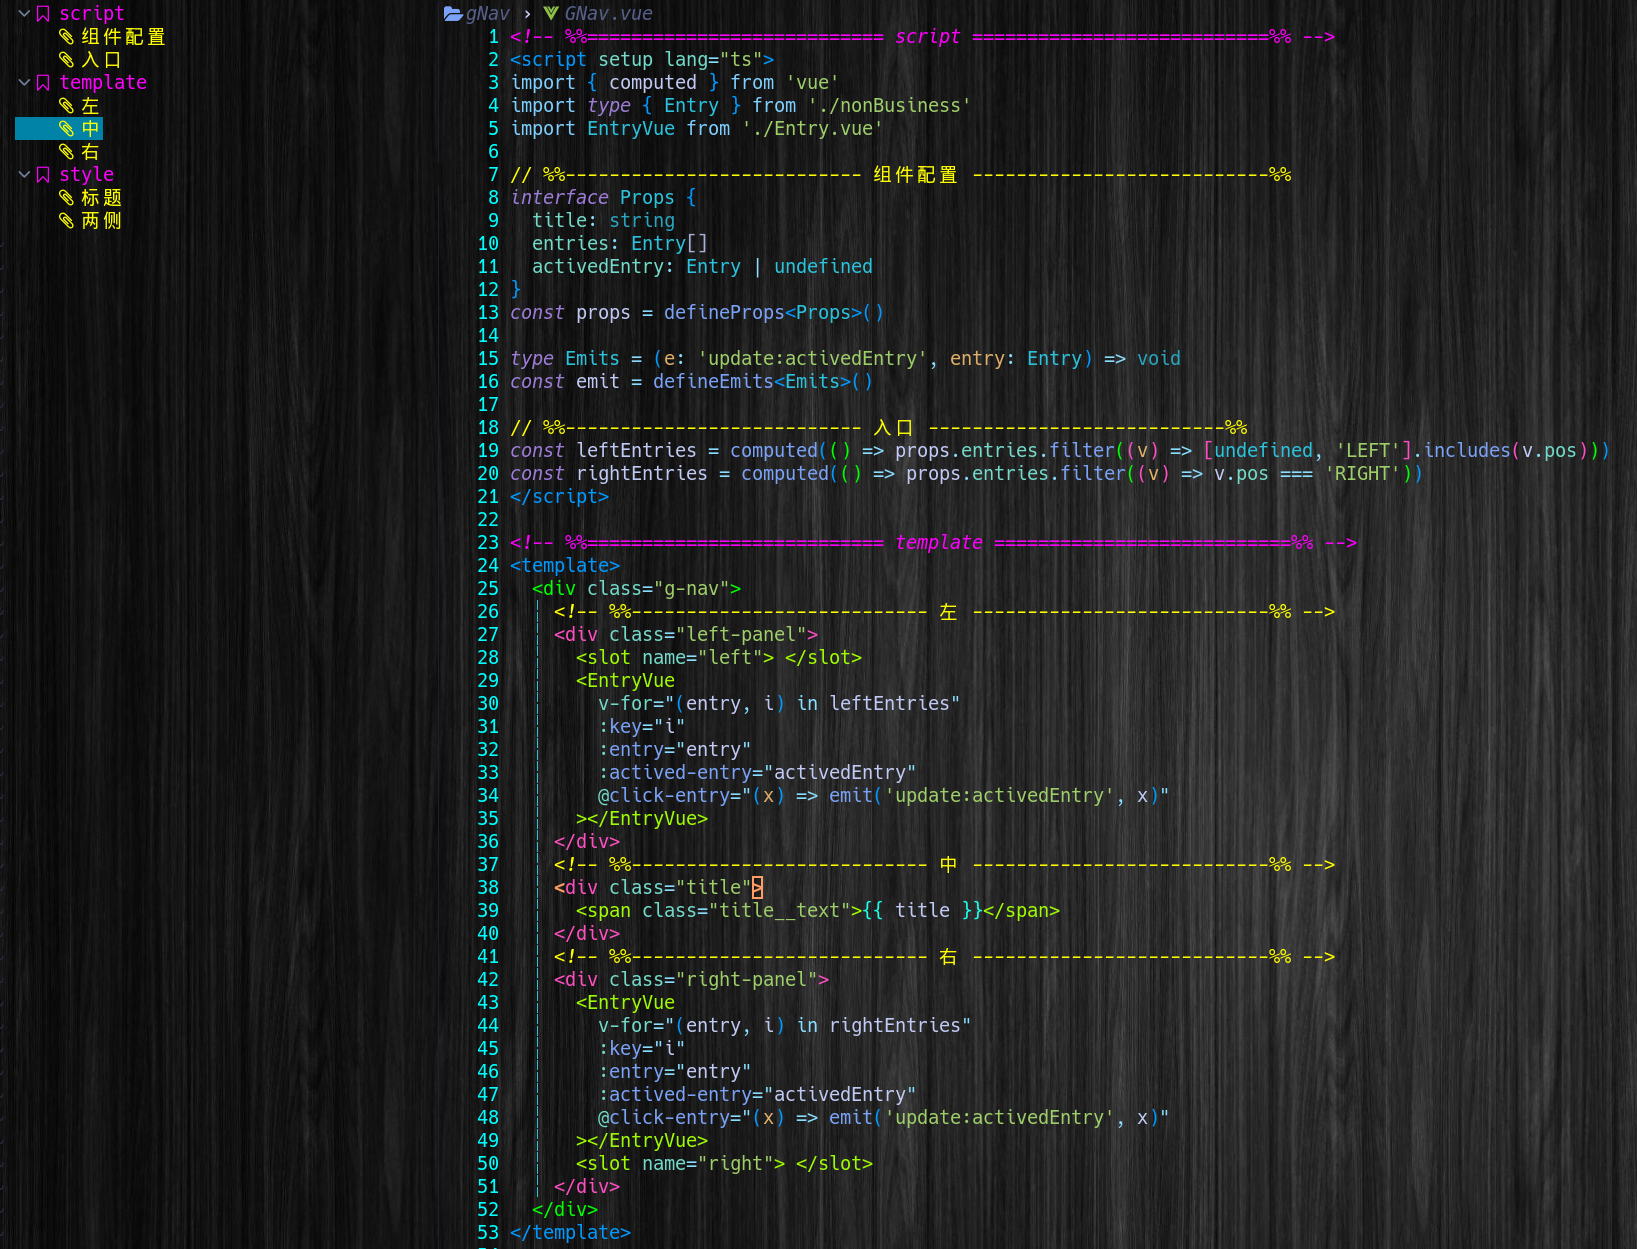 script
组件配置
入口
template
左
中
右
style
标题
两侧
gNav › GNav.vue
1 <!-- %%=========================== script ===========================%% -->
2 <script setup lang="ts">
3 import { computed } from 'vue'
4 import type { Entry } from './nonBusiness'
5 import EntryVue from './Entry.vue'
6
7 // %%--------------------------- 组件配置 ---------------------------%%
8 interface Props {
9   title: string
10   entries: Entry[]
11   activedEntry: Entry | undefined
12 }
13 const props = defineProps<Props>()
14
15 type Emits = (e: 'update:activedEntry', entry: Entry) => void
16 const emit = defineEmits<Emits>()
17
18 // %%--------------------------- 入口 ---------------------------%%
19 const leftEntries = computed(() => props.entries.filter((v) => [undefined, 'LEFT'].includes(v.pos)))
20 const rightEntries = computed(() => props.entries.filter((v) => v.pos === 'RIGHT'))
21 </script>
22
23 <!-- %%=========================== template ===========================%% -->
24 <template>
25   <div class="g-nav">
26     <!-- %%--------------------------- 左 ---------------------------%% -->
27     <div class="left-panel">
28       <slot name="left"> </slot>
29       <EntryVue
30         v-for="(entry, i) in leftEntries"
31         :key="i"
32         :entry="entry"
33         :actived-entry="activedEntry"
34         @click-entry="(x) => emit('update:activedEntry', x)"
35       ></EntryVue>
36     </div>
37     <!-- %%--------------------------- 中 ---------------------------%% -->
38     <div class="title">
39       <span class="title__text">{{ title }}</span>
40     </div>
41     <!-- %%--------------------------- 右 ---------------------------%% -->
42     <div class="right-panel">
43       <EntryVue
44         v-for="(entry, i) in rightEntries"
45         :key="i"
46         :entry="entry"
47         :actived-entry="activedEntry"
48         @click-entry="(x) => emit('update:activedEntry', x)"
49       ></EntryVue>
50       <slot name="right"> </slot>
51     </div>
52   </div>
53 </template>